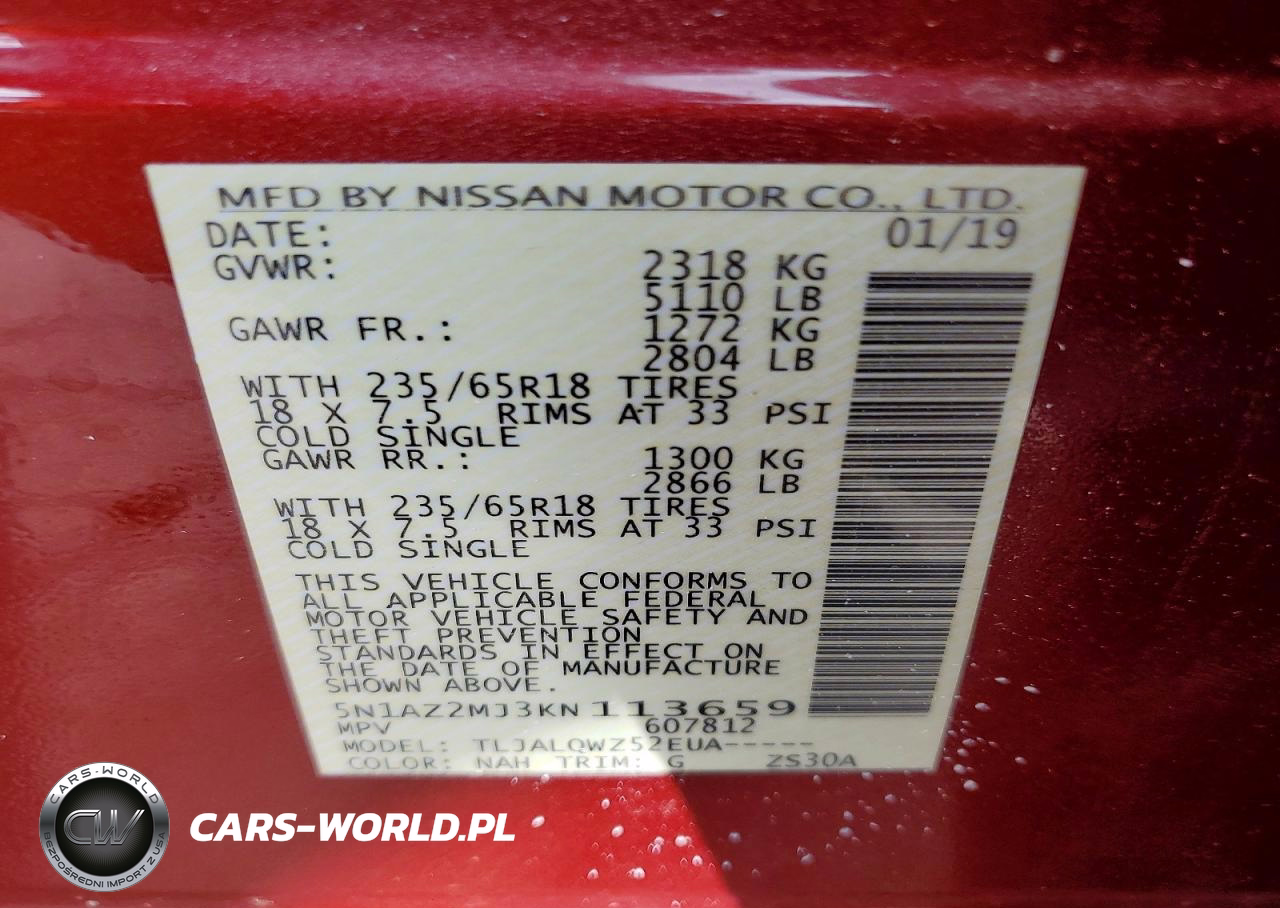 MFD BY NISSAN MOTOR CO., LTD.
DATE: 01/19
GVWR: 2318 KG
5110 LB
GAWR FR.: 1272 KG
2804 LB
WITH 235/65R18 TIRES
18 X 7.5 RIMS AT 33 PSI
COLD SINGLE
GAWR RR.: 1300 KG
2866 LB
WITH 235/65R18 TIRES
18 X 7.5 RIMS AT 33 PSI
COLD SINGLE
THIS VEHICLE CONFORMS TO
ALL APPLICABLE FEDERAL
MOTOR VEHICLE SAFETY AND
THEFT PREVENTION
STANDARDS IN EFFECT ON
THE DATE OF MANUFACTURE
SHOWN ABOVE.
5N1AZ2MJ3KN113659
MPV 607812
MODEL: TLJALQWZ52EUA-----
COLOR: NAH TRIM: G ZS30A
CARS-WORLD
CW
BEZPOŚREDNI IMPORT Z USA
CARS-WORLD.PL